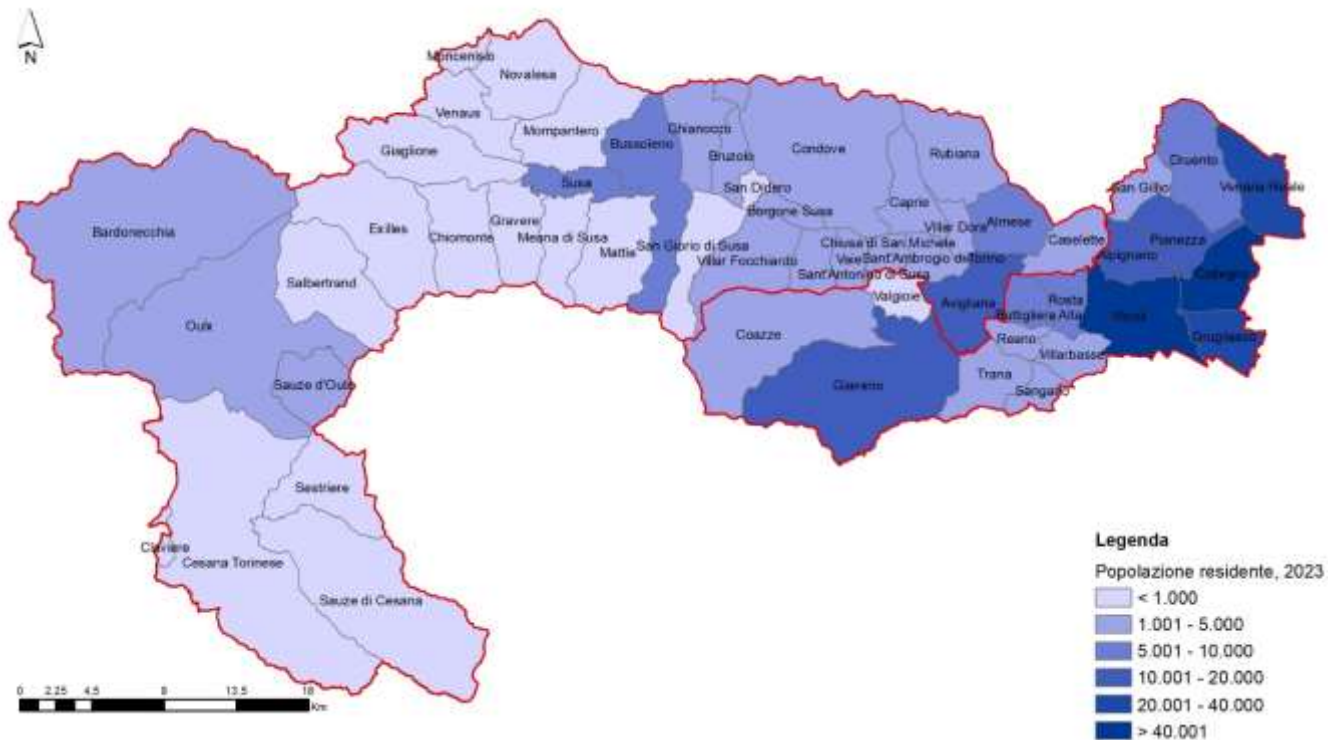 N
Moncenisio
Novalesa
Venaus
Mompantero
Giaglione
Bussoleno
Chianocco
Bruzolo
Condove
Rubiana
Druento
San Gillio
Venaria Reale
Susa
San Didero
Borgone Susa
Caprie
Villar Dora
Almese
Caselette
Pianezza
Alpignano
Collegno
Bardonecchia
Exilles
Chiomonte
Gravere
Meana di Susa
Mattie
San Giorio di Susa
Villar Focchiardo
Chiusa di San Michele
Vaie
Sant'Ambrogio di Torino
Sant'Antonino di Susa
Salbertrand
Valgioie
Avigliana
Rosta
Buttigliera Alta
Rivoli
Grugliasco
Oulx
Coazze
Reano
Villarbasse
Sauze d'Oulx
Giaveno
Trana
Sangano
Sestriere
Claviere
Cesana Torinese
Sauze di Cesana
0 2.25 4.5 9 13.5 18
Km
Legenda
Popolazione residente, 2023
< 1.000
1.001 - 5.000
5.001 - 10.000
10.001 - 20.000
20.001 - 40.000
> 40.001